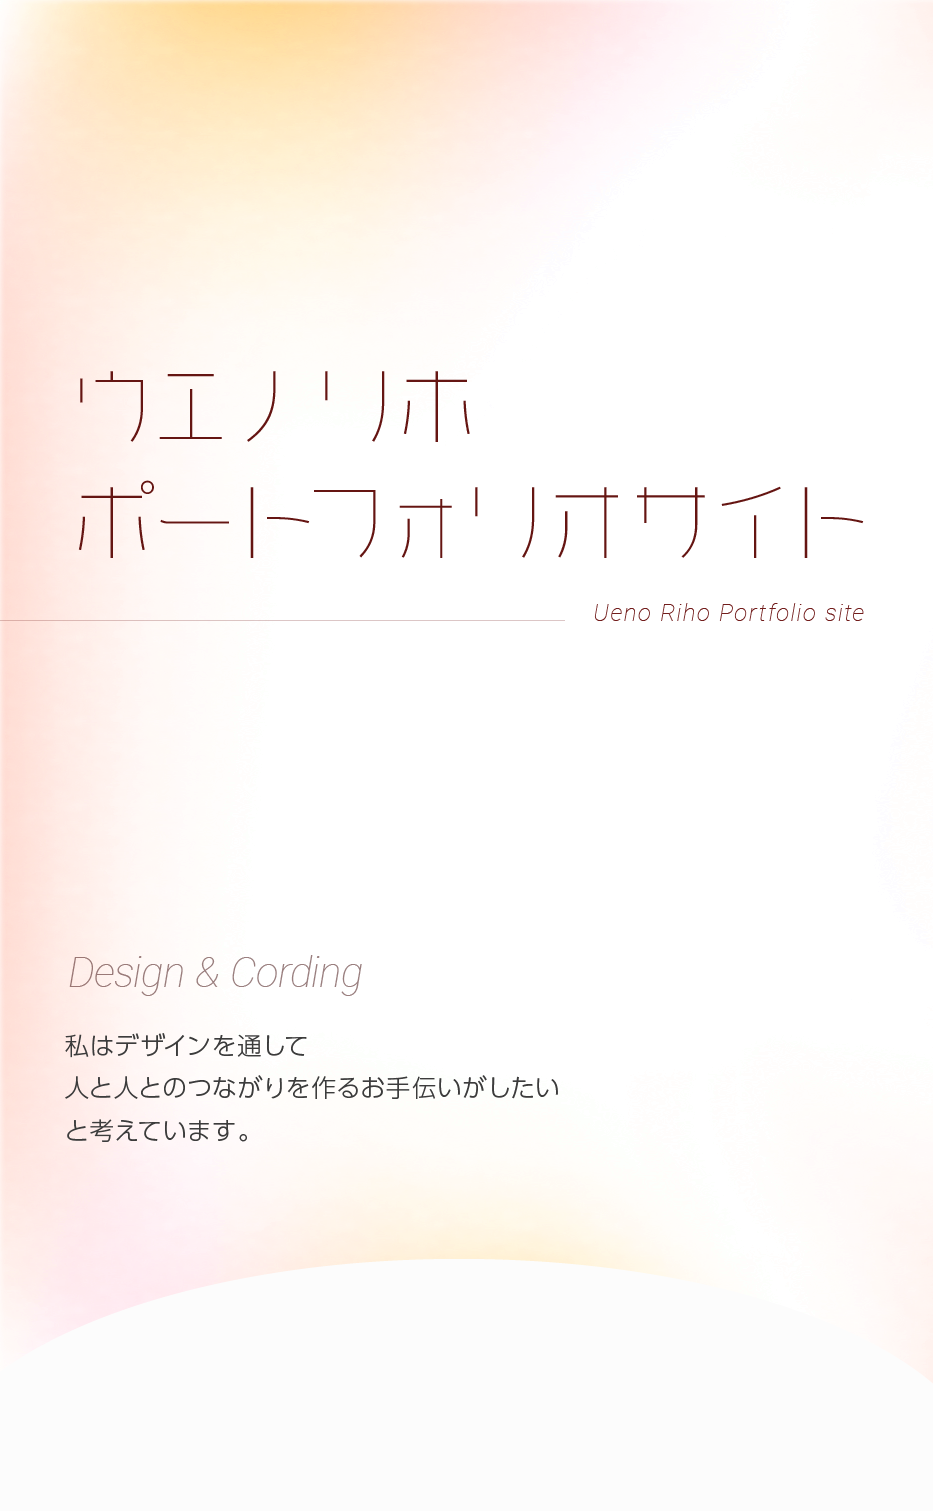 ウエノリホ
ポートフォリオサイト
Ueno Riho Portfolio site
Design & Cording
私はデザインを通して
人と人とのつながりを作るお手伝いがしたい
と考えています。